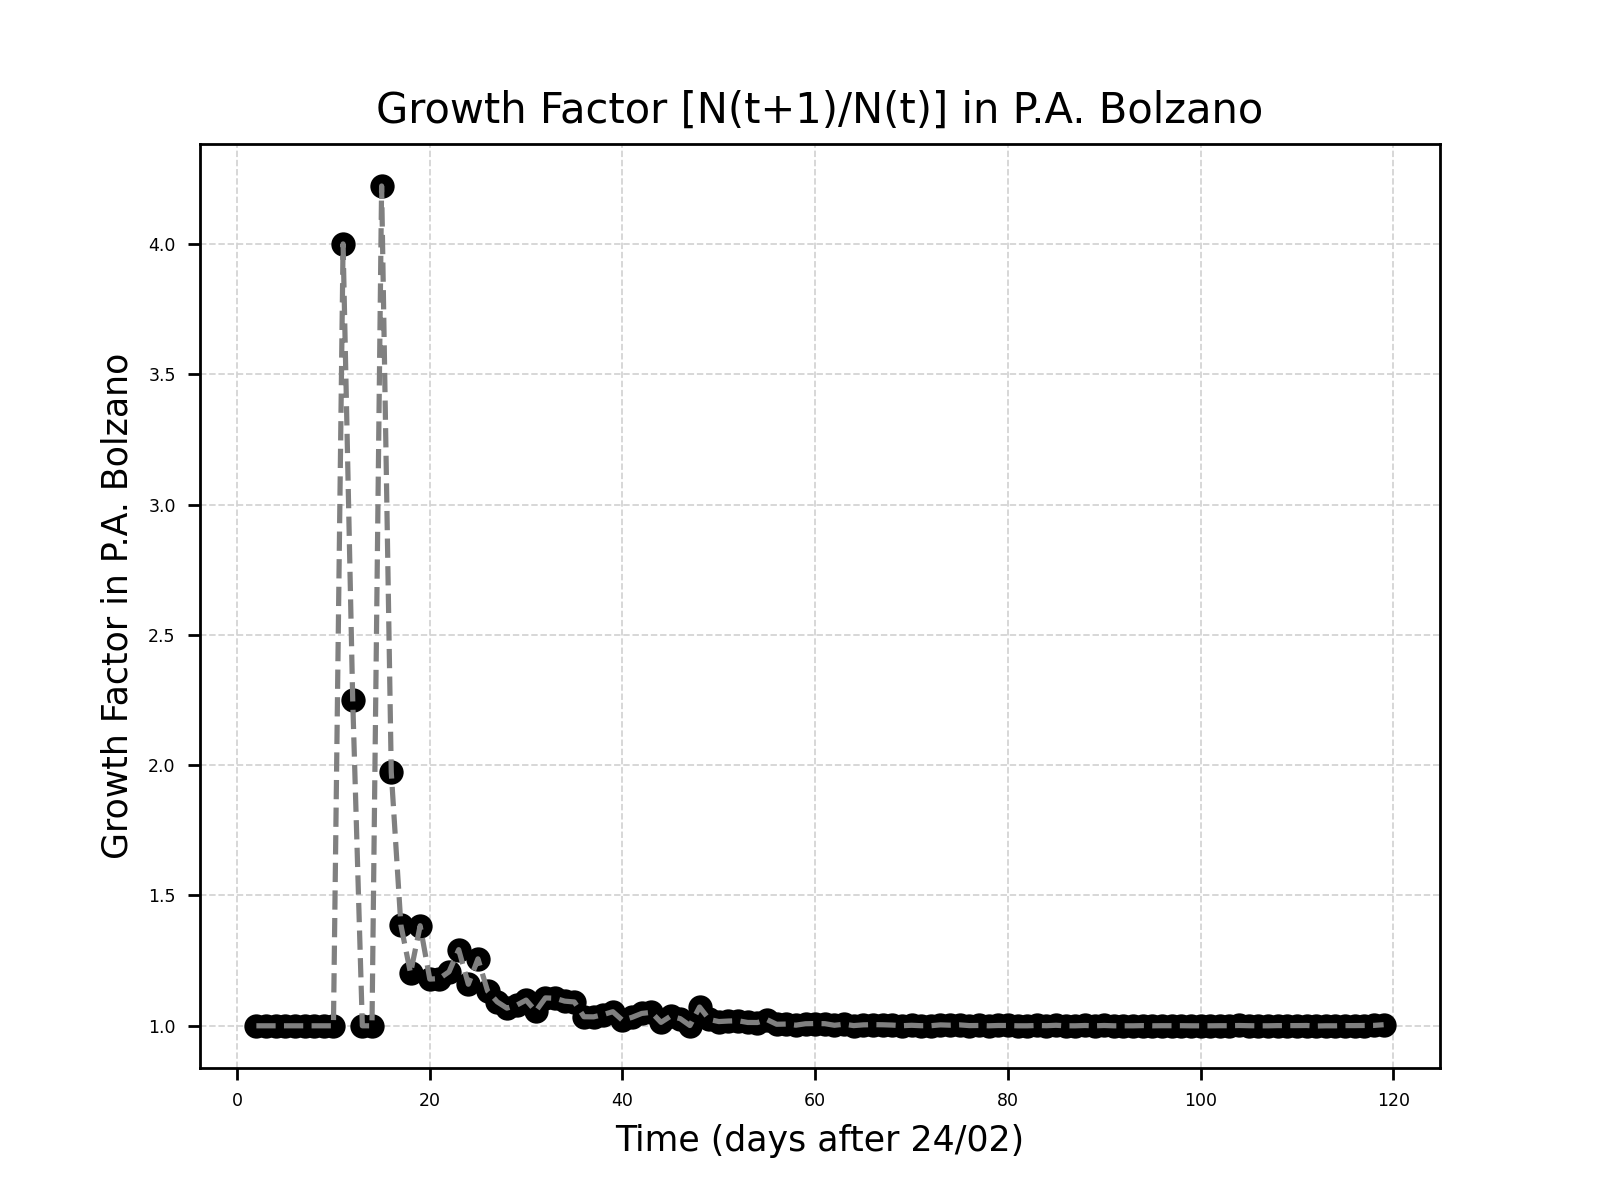 Growth Factor [N(t+1)/N(t)] in P.A. Bolzano
Growth Factor in P.A. Bolzano
4.0
3.5
3.0
2.5
2.0
1.5
1.0
0 20 40 60 80 100 120
Time (days after 24/02)